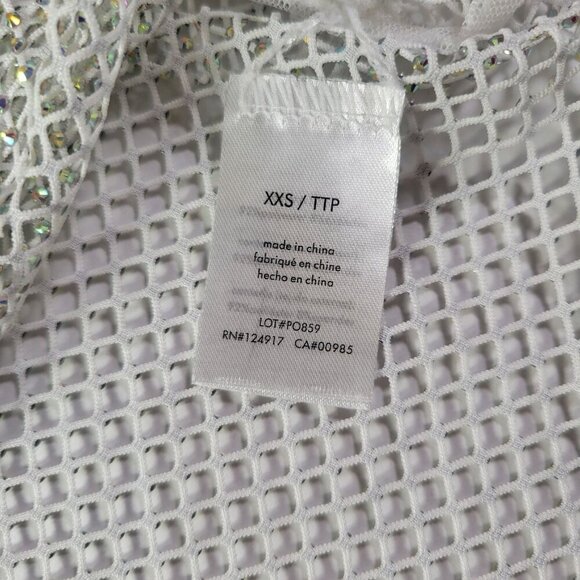 XXS / TTP
made in china
fabriqué en chine
hecho en china
LOT#PO859
RN#124917 CA#00985